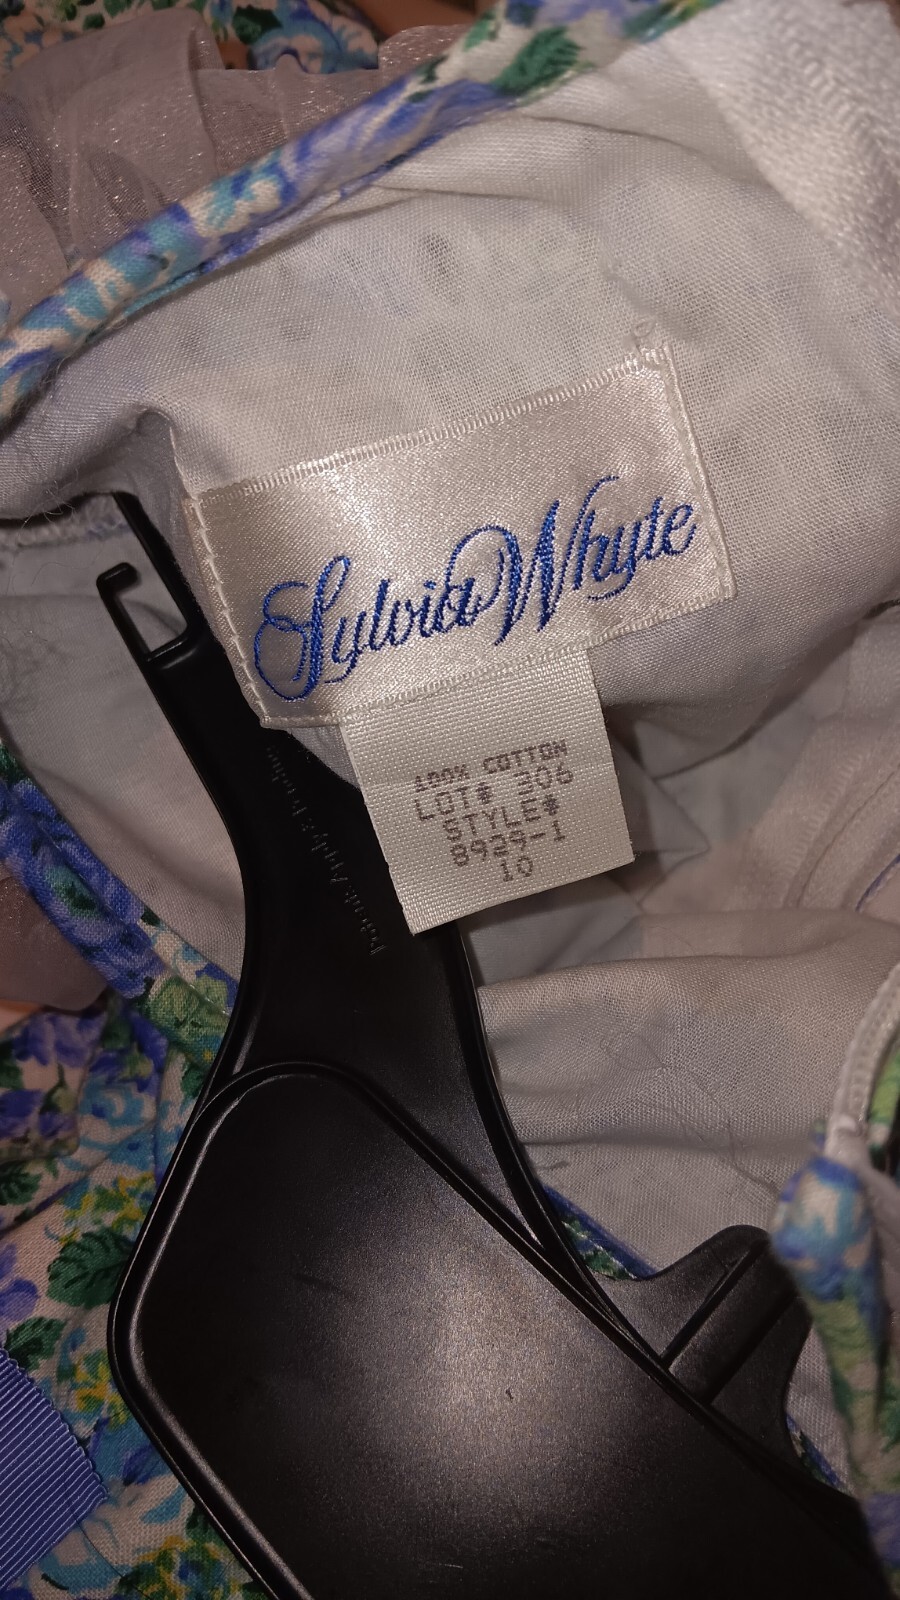 Sylvia Whyte
100% COTTON
LOT# 306
STYLE#
8929-1
10